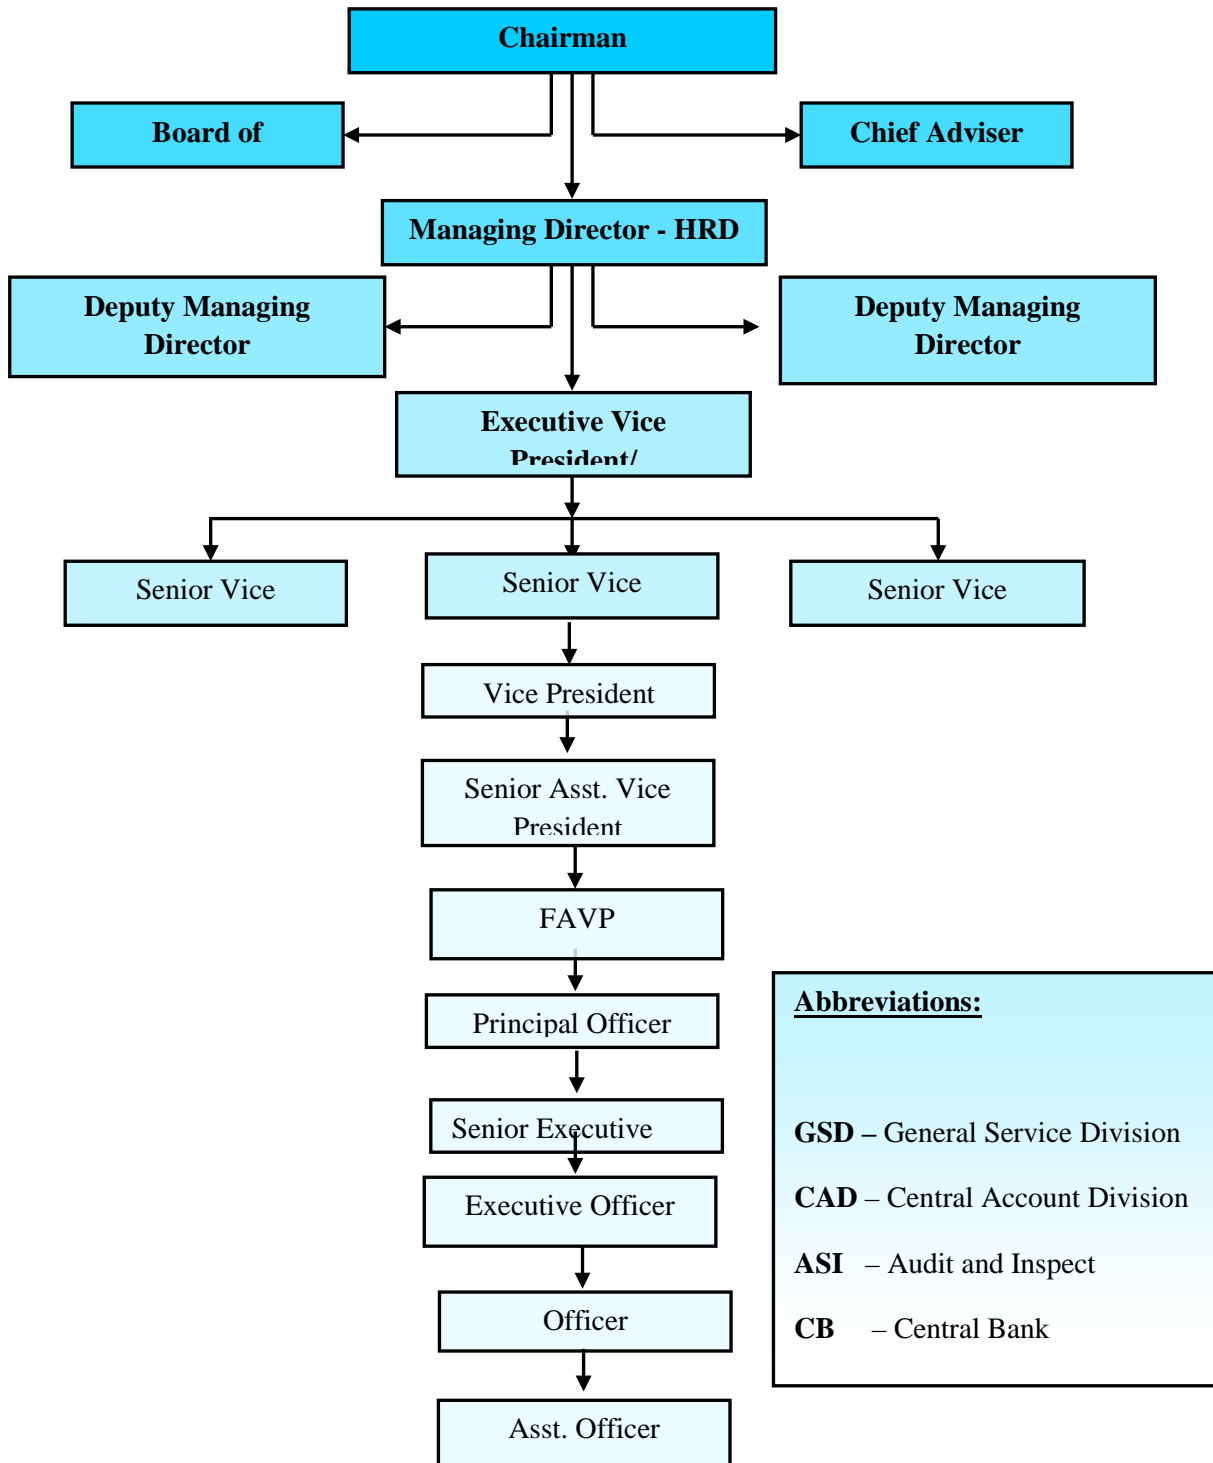 Chairman
Board of
Chief Adviser
Managing Director - HRD
Deputy Managing
Director
Deputy Managing
Director
Executive Vice
President/
Senior Vice
Senior Vice
Senior Vice
Vice President
Senior Asst. Vice
President
FAVP
Principal Officer
Senior Executive
Executive Officer
Officer
Asst. Officer
Abbreviations:
GSD – General Service Division
CAD – Central Account Division
ASI – Audit and Inspect
CB – Central Bank